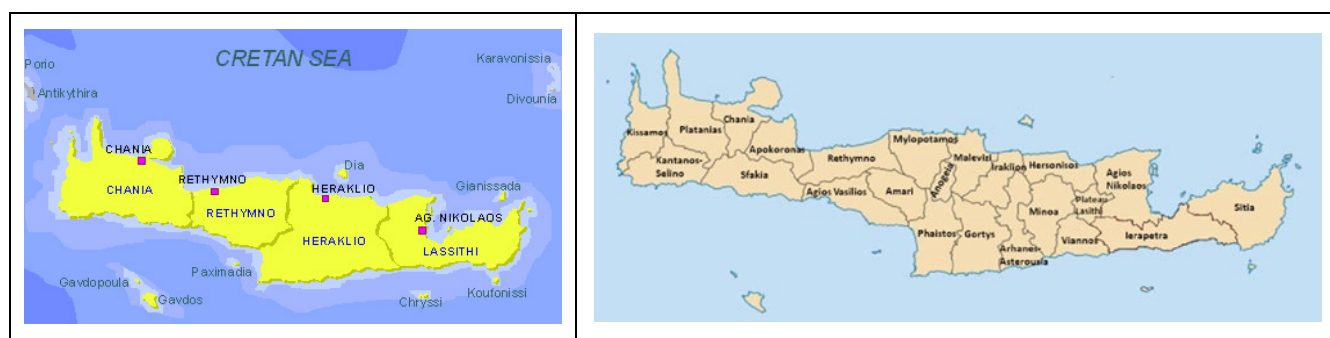 CRETAN SEA
Karavonissia
Porio
Antikythira
Divounia
CHANIA
Dia
RETHYMNO
HERAKLIO
Gianissada
CHANIA
RETHYMNO
AG. NIKOLAOS
HERAKLIO
LASSITHI
Paximadia
Gavdopoula
Gavdos
Chryssi
Koufonissi
Kissamos
Platanias
Chania
Apokoronas
Kantanos-
Selino
Sfakia
Rethymno
Agios Vasilios
Amari
Mylopotamos
Anogeia
Malevizi
Iraklion
Hersonisos
Agios
Nikolaos
Plateau
Lasithi
Sitia
Minoa
Phaistos
Gortys
Arhanes-
Asterousia
Viannos
Ierapetra